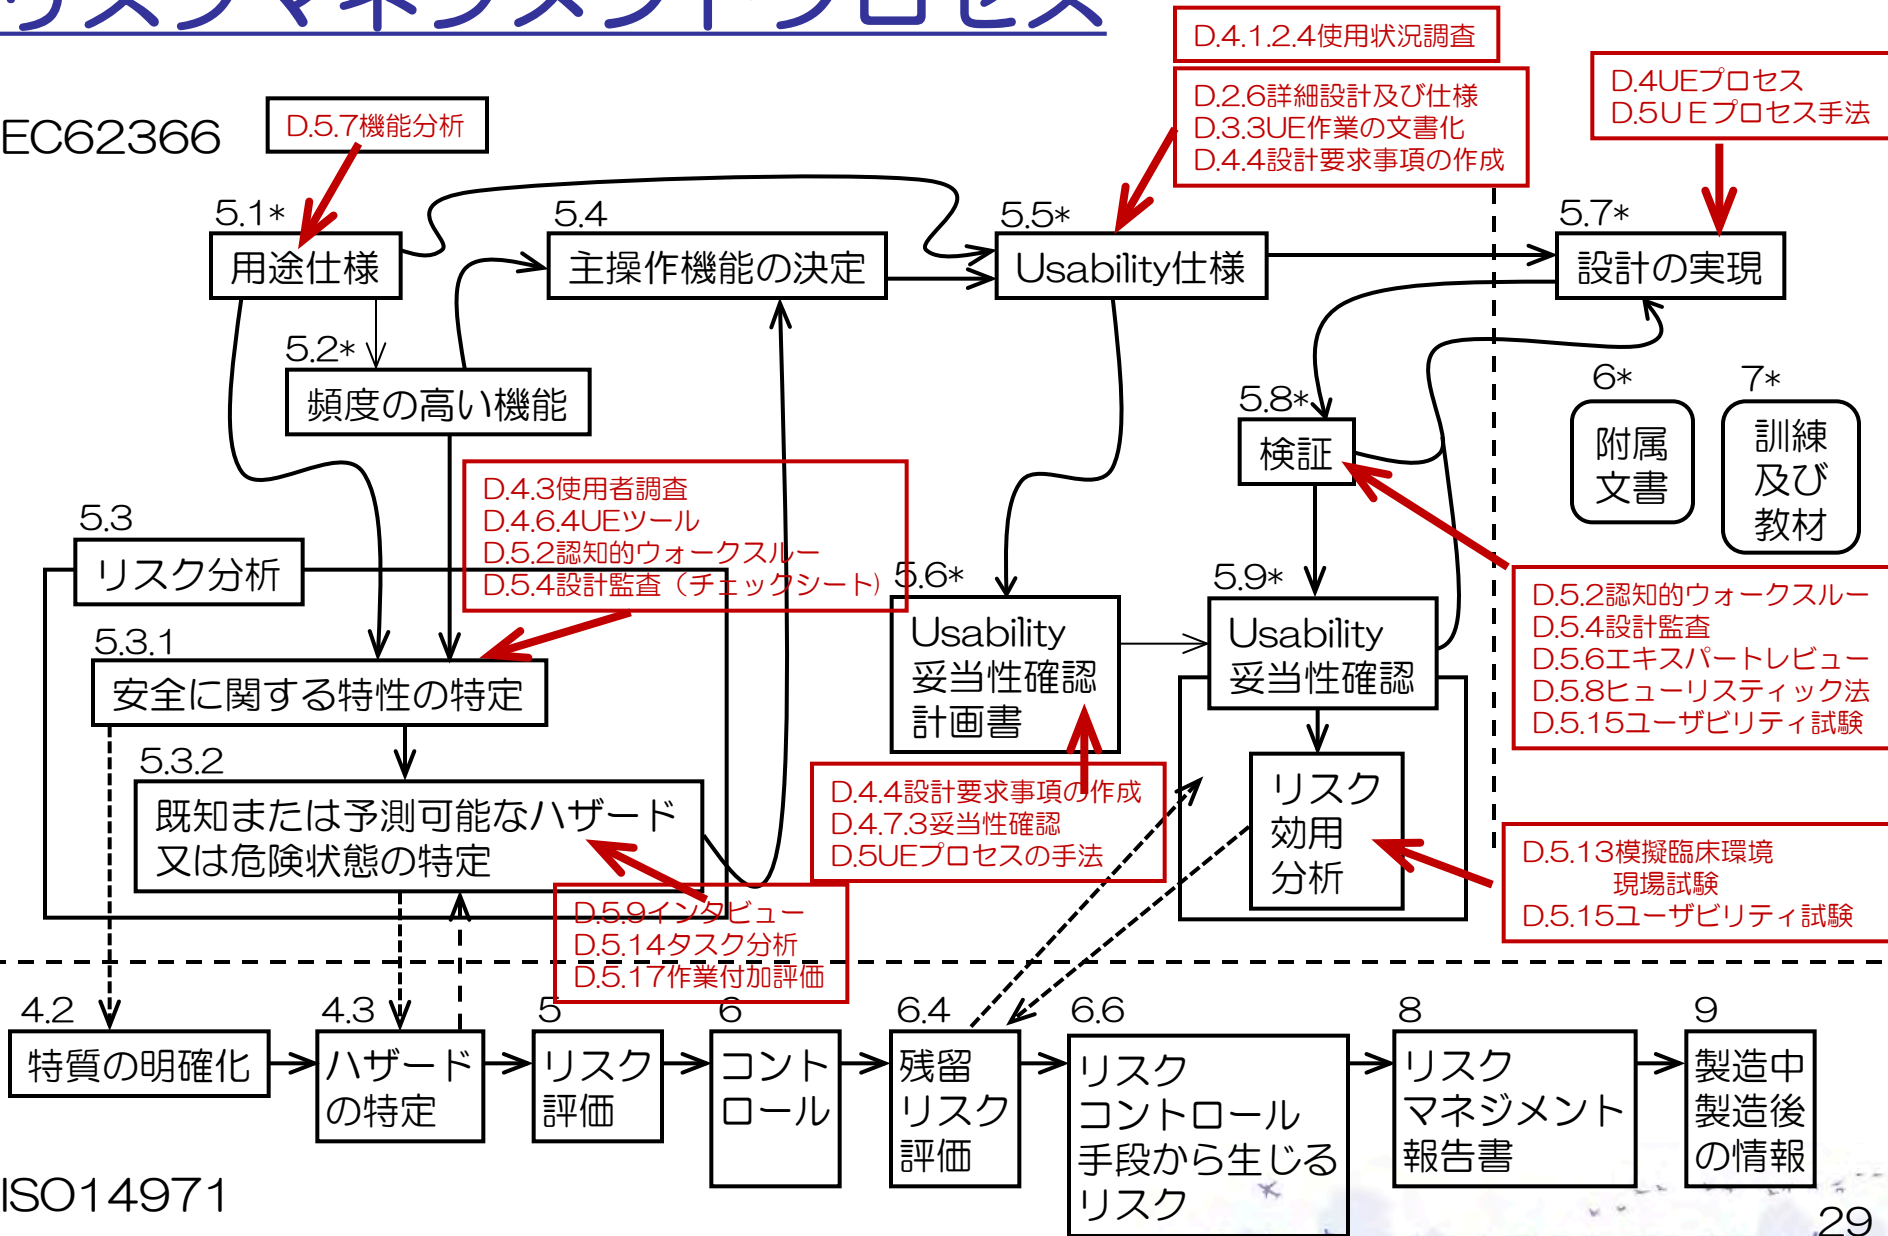 リスクマネジメントプロセス
D.4.1.2.4使用状況調査
D.2.6詳細設計及び仕様
D.3.3UE作業の文書化
D.4.4設計要求事項の作成
D.4UEプロセス
D.5UEプロセス手法
EC62366
D.5.7機能分析
5.1*
用途仕様
5.4
主操作機能の決定
5.5*
Usability仕様
5.7*
設計の実現
5.2*
頻度の高い機能
5.8*
検証
6*
附属
文書
7*
訓練
及び
教材
D.4.3使用者調査
D.4.6.4UEツール
D.5.2認知的ウォークスルー
D.5.4設計監査（チェックシート）
5.3
リスク分析
5.3.1
安全に関する特性の特定
5.3.2
既知または予測可能なハザード
又は危険状態の特定
5.6*
Usability
妥当性確認
計画書
5.9*
Usability
妥当性確認
リスク
効用
分析
D.5.2認知的ウォークスルー
D.5.4設計監査
D.5.6エキスパートレビュー
D.5.8ヒューリスティック法
D.5.15ユーザビリティ試験
D.4.4設計要求事項の作成
D.4.7.3妥当性確認
D.5UEプロセスの手法
D.5.13模擬臨床環境
現場試験
D.5.15ユーザビリティ試験
D.5.9インタビュー
D.5.14タスク分析
D.5.17作業付加評価
4.2
特質の明確化
4.3
ハザード
の特定
5
リスク
評価
6
コント
ロール
6.4
残留
リスク
評価
6.6
リスク
コントロール
手段から生じる
リスク
8
リスク
マネジメント
報告書
9
製造中
製造後
の情報
ISO14971
29